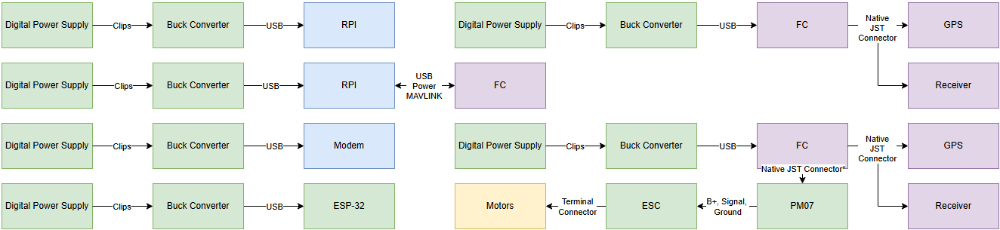 Digital Power Supply
Clips
Buck Converter
USB
RPI
Digital Power Supply
Clips
Buck Converter
USB
FC
Native
JST
Connector
GPS
Receiver
Digital Power Supply
Clips
Buck Converter
USB
RPI
USB
Power
MAVLINK
FC
Digital Power Supply
Clips
Buck Converter
USB
Modem
Digital Power Supply
Clips
Buck Converter
USB
FC
Native
JST
Connector
GPS
Receiver
Native JST Connector*
PM07
B+, Signal,
Ground
ESC
Terminal
Connector
Motors
Digital Power Supply
Clips
Buck Converter
USB
ESP-32